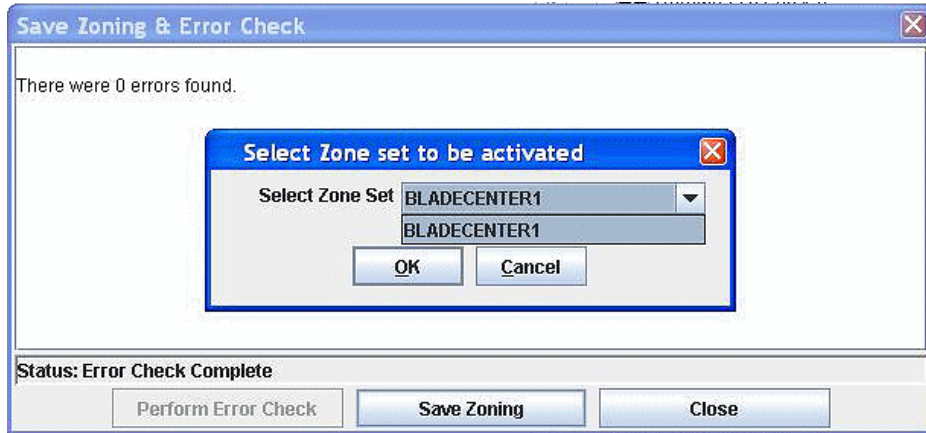 Save Zoning & Error Check
There were 0 errors found.
Select Zone set to be activated
Select Zone Set BLADECENTER1
BLADECENTER1
OK Cancel
Status: Error Check Complete
Perform Error Check Save Zoning Close